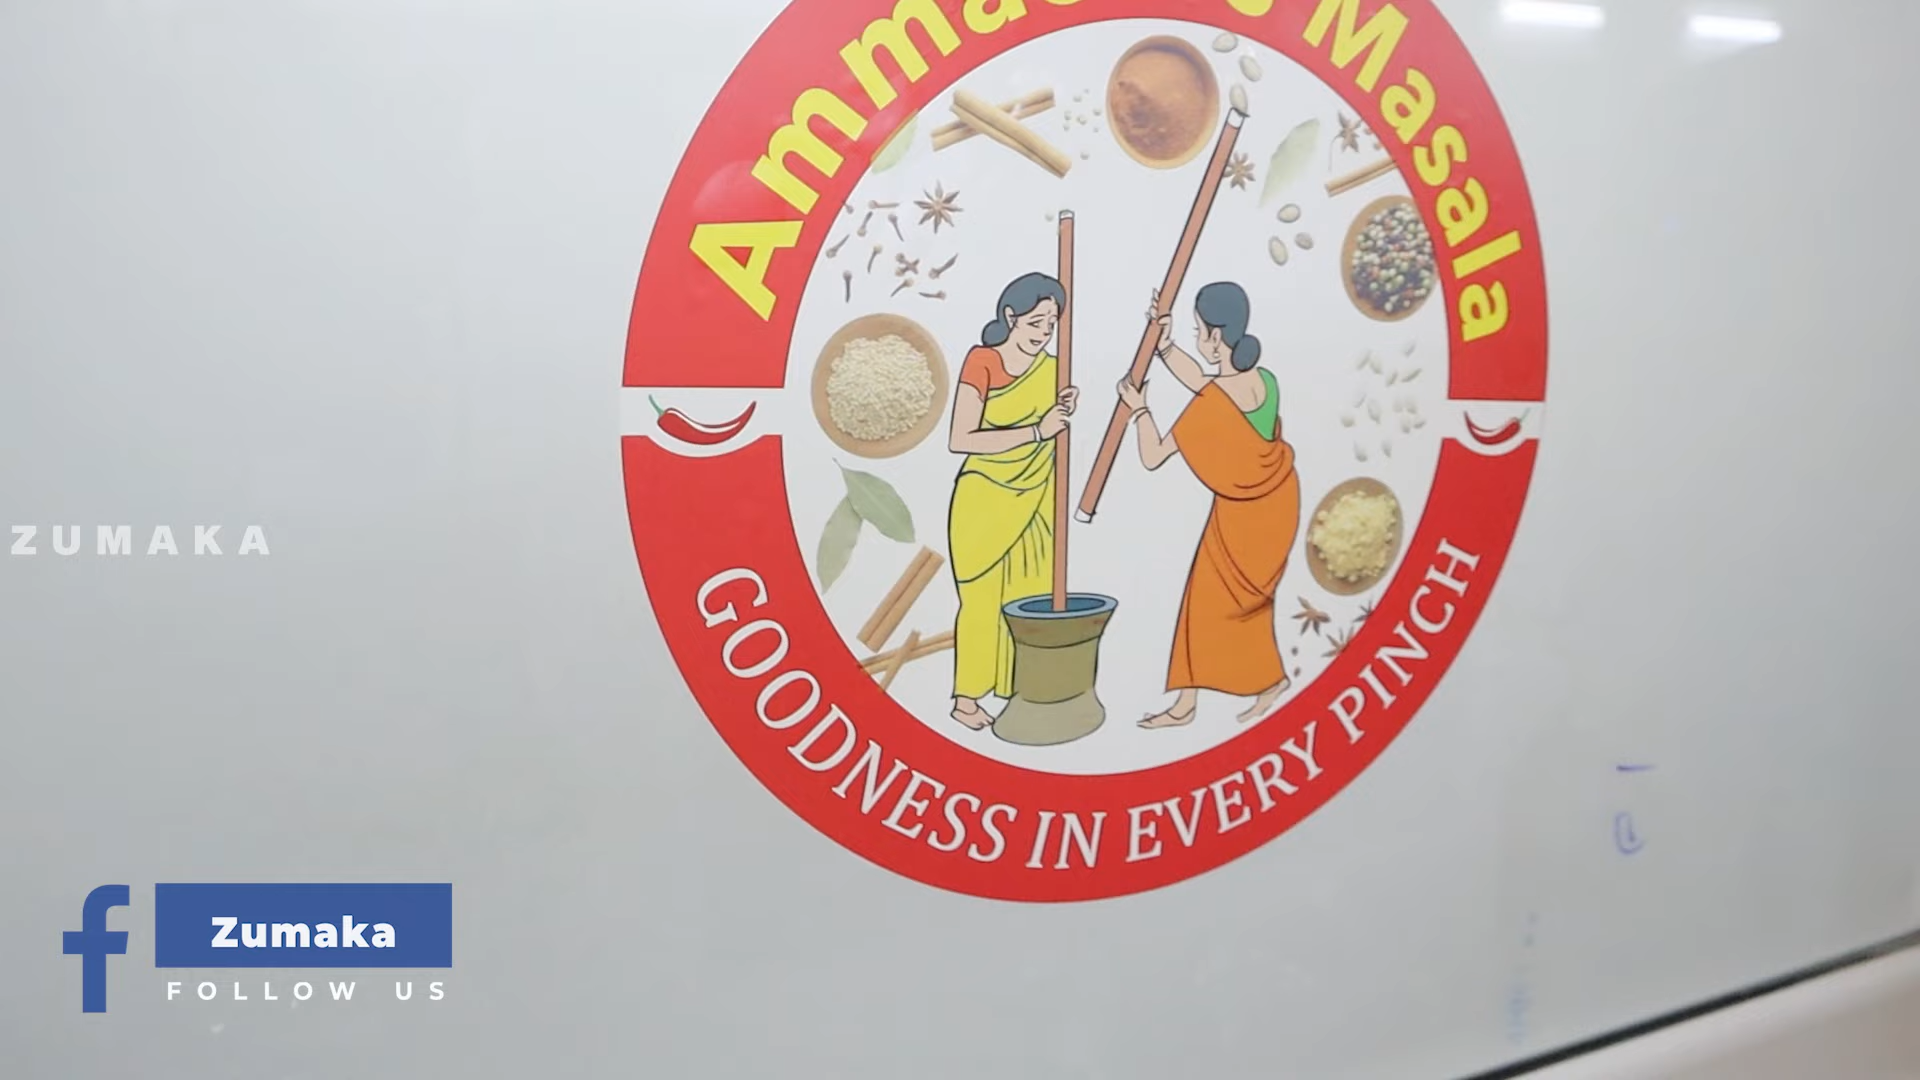 Masala
GOODNESS IN EVERY PINCH
ZUMAKA
Zumaka
FOLLOW US